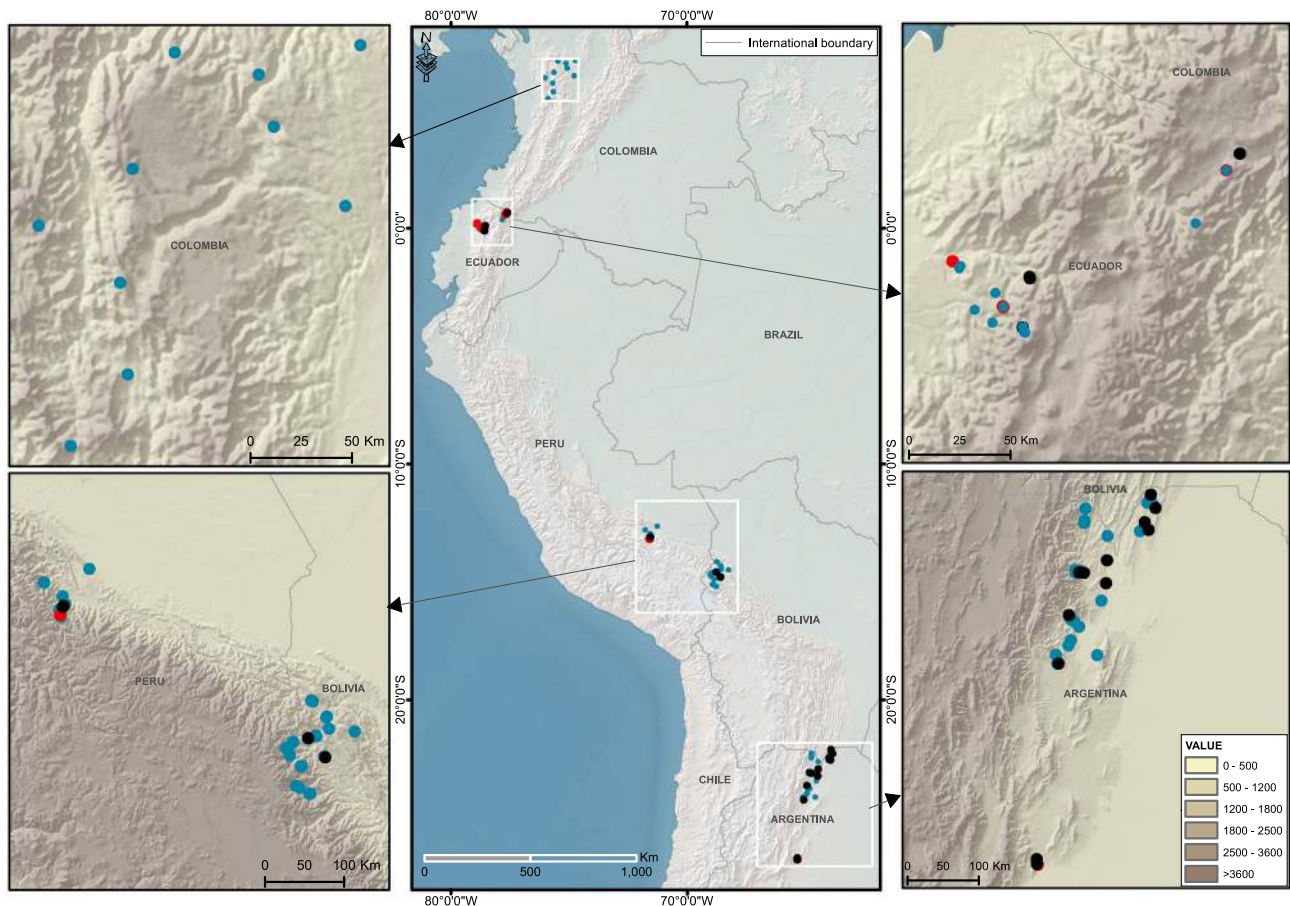 80°0'0"W
70°0'0"W
N
International boundary
COLOMBIA
COLOMBIA
COLOMBIA
ECUADOR
ECUADOR
0°0'0"
0°0'0"
BRAZIL
0 25 50 Km
0 25 50 Km
PERU
10°0'0"S
10°0'0"S
BOLIVIA
PERU
BOLIVIA
BOLIVIA
ARGENTINA
20°0'0"S
20°0'0"S
CHILE
ARGENTINA
VALUE
0 - 500
500 - 1200
1200 - 1800
1800 - 2500
2500 - 3600
>3600
0 50 100 Km
Km
0 500 1,000
0 50 100 Km
80°0'0"W
70°0'0"W